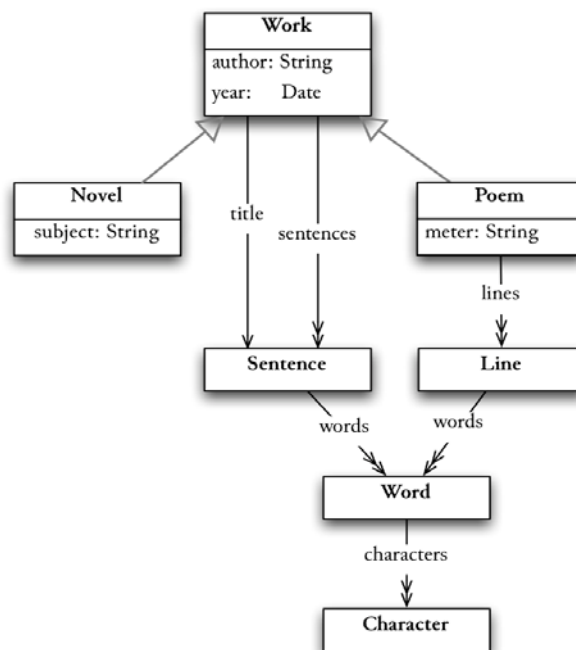 Work
author: String
year: Date
Novel
subject: String
title
sentences
Poem
meter: String
lines
Sentence
Line
words
words
Word
characters
Character